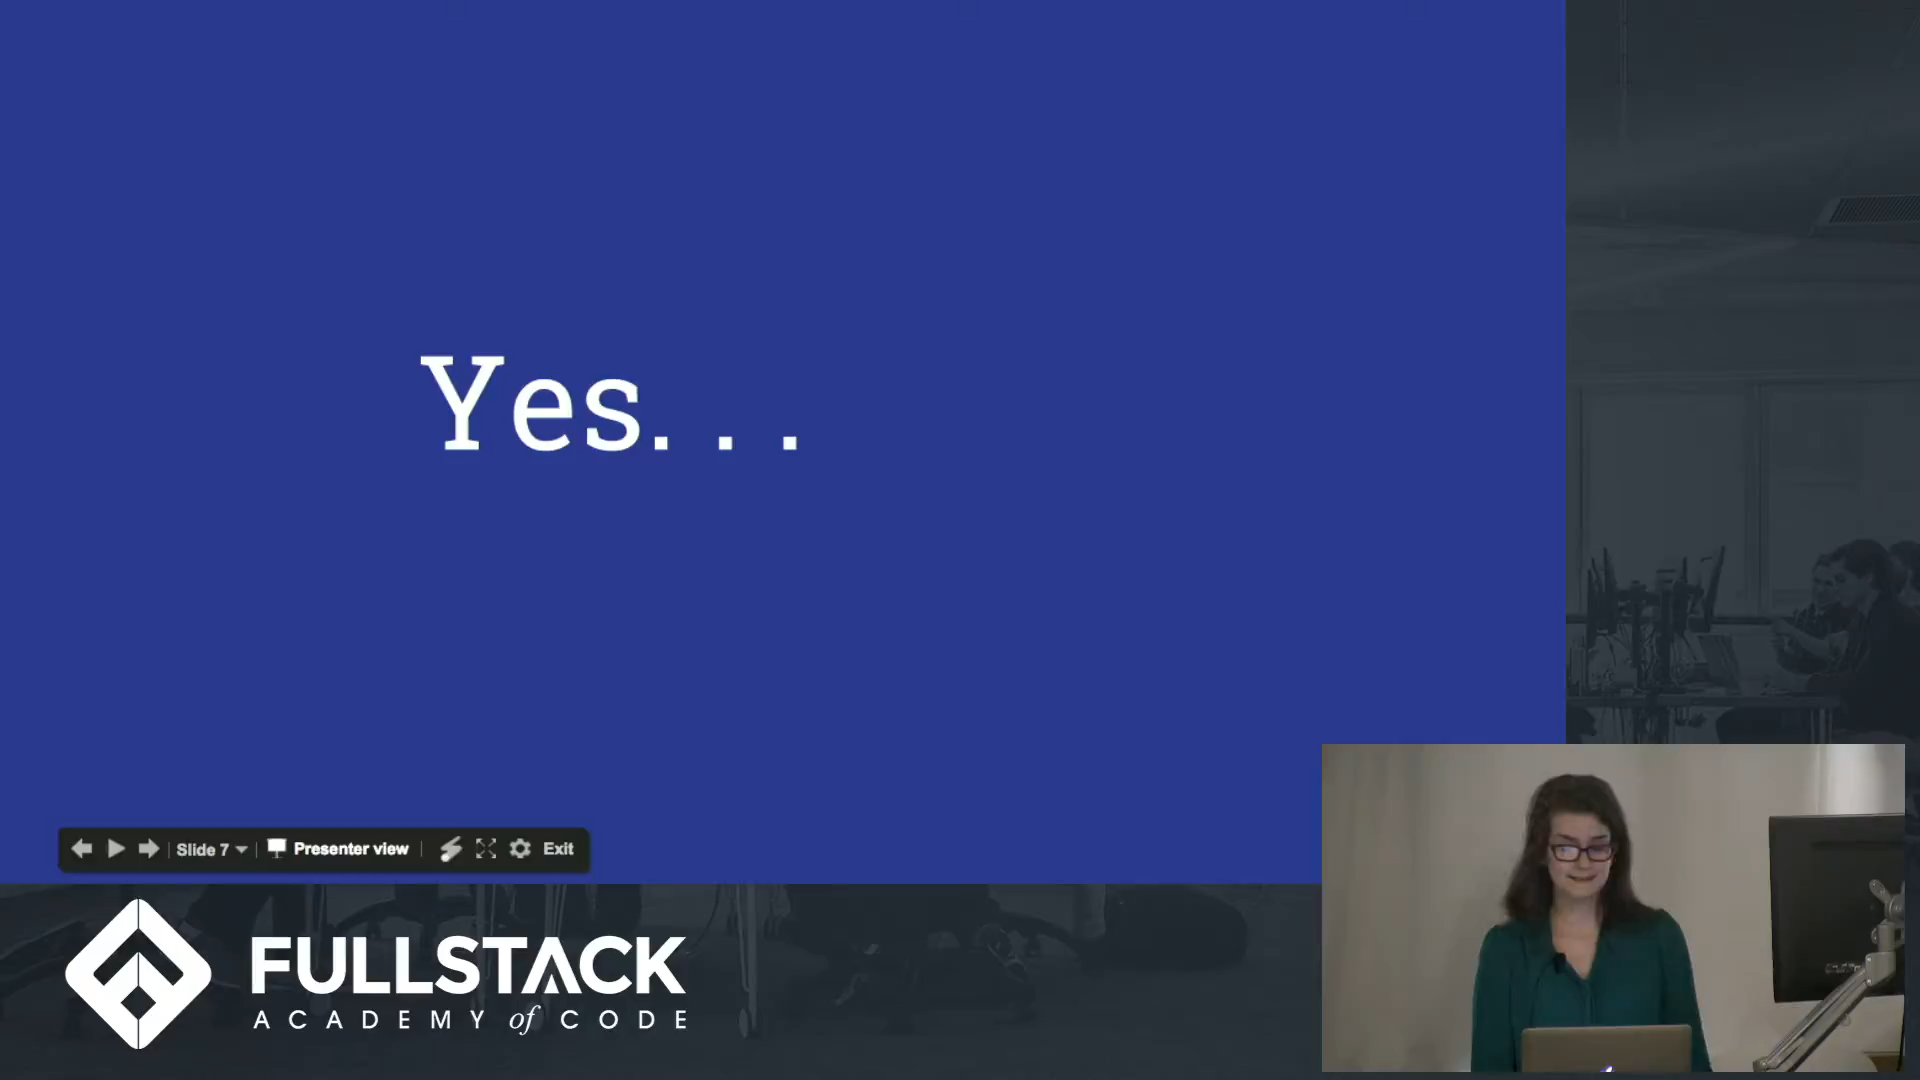 Yes...
Slide 7
Presenter view
Exit
FULLSTACK
ACADEMY of CODE